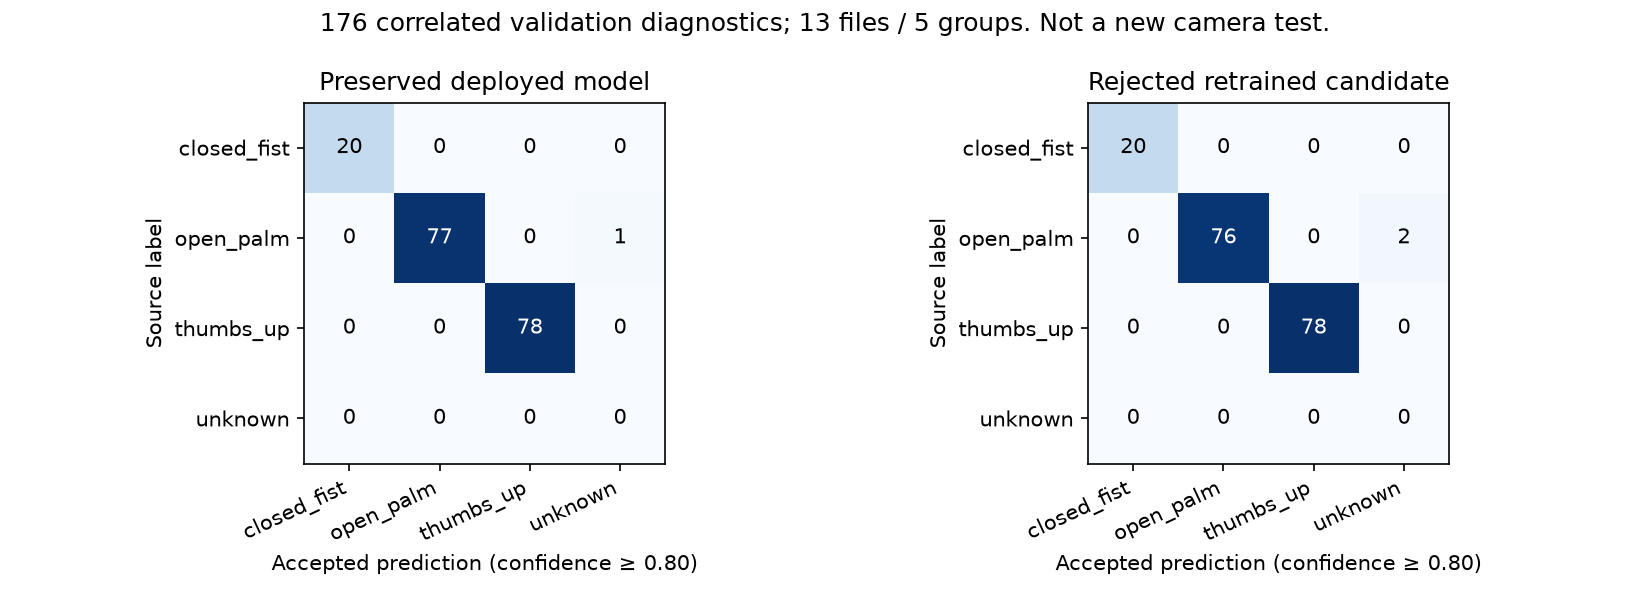 176 correlated validation diagnostics; 13 files / 5 groups. Not a new camera test.
Preserved deployed model
Source label
closed_fist 20 0 0 0
open_palm 0 77 0 1
thumbs_up 0 0 78 0
unknown 0 0 0 0
closed_fist open_palm thumbs_up unknown
Accepted prediction (confidence ≥ 0.80)
Rejected retrained candidate
Source label
closed_fist 20 0 0 0
open_palm 0 76 0 2
thumbs_up 0 0 78 0
unknown 0 0 0 0
closed_fist open_palm thumbs_up unknown
Accepted prediction (confidence ≥ 0.80)